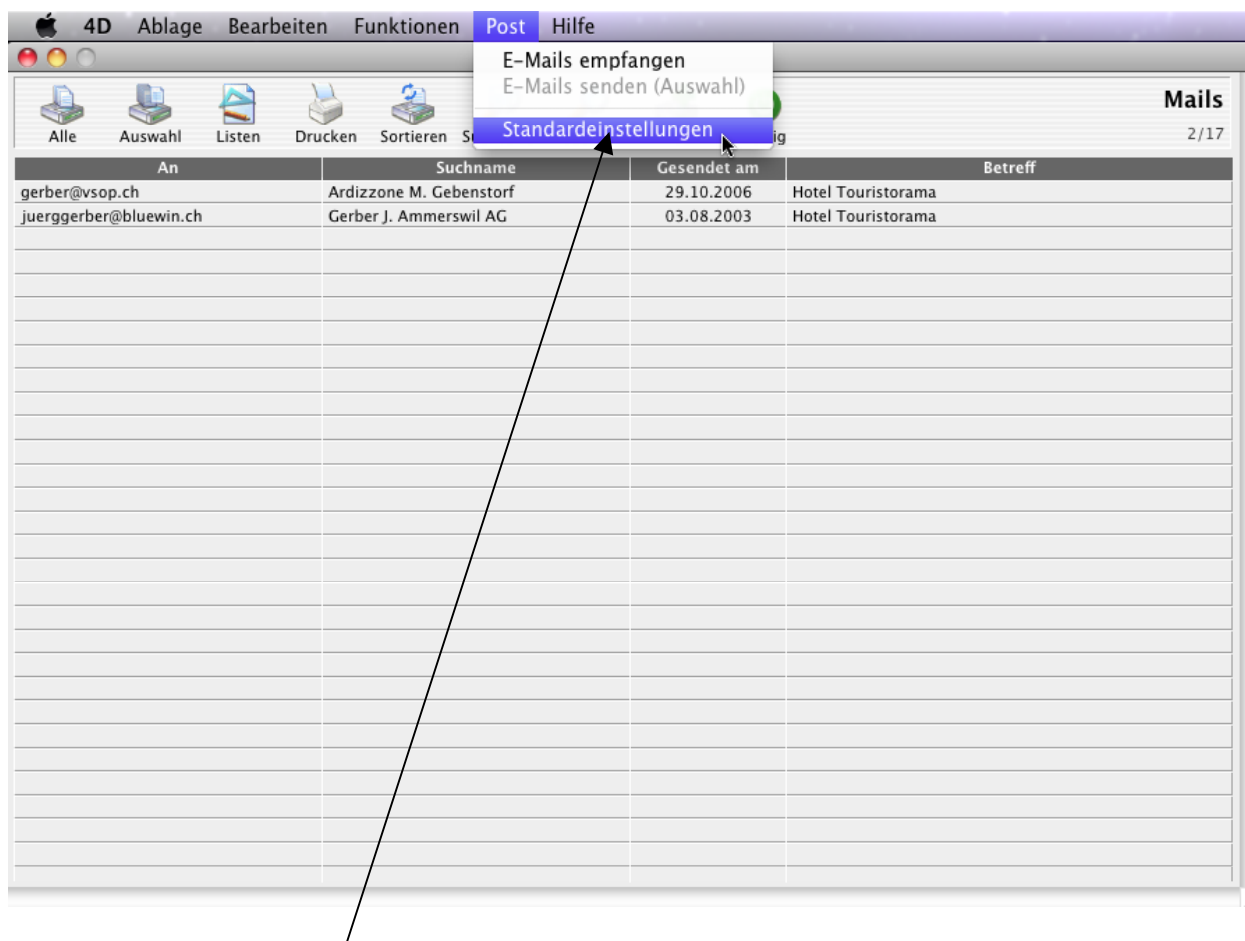 4D Ablage Bearbeiten Funktionen Post Hilfe
E-Mails empfangen
E-Mails senden (Auswahl)
Standardeinstellungen
Alle Auswahl Listen Drucken Sortieren
Mails
2/17
An Suchname Gesendet am Betreff
gerber@vsop.ch Ardizzone M. Gebenstorf 29.10.2006 Hotel Touristorama
juerggerber@bluewin.ch Gerber J. Ammerswil AG 03.08.2003 Hotel Touristorama